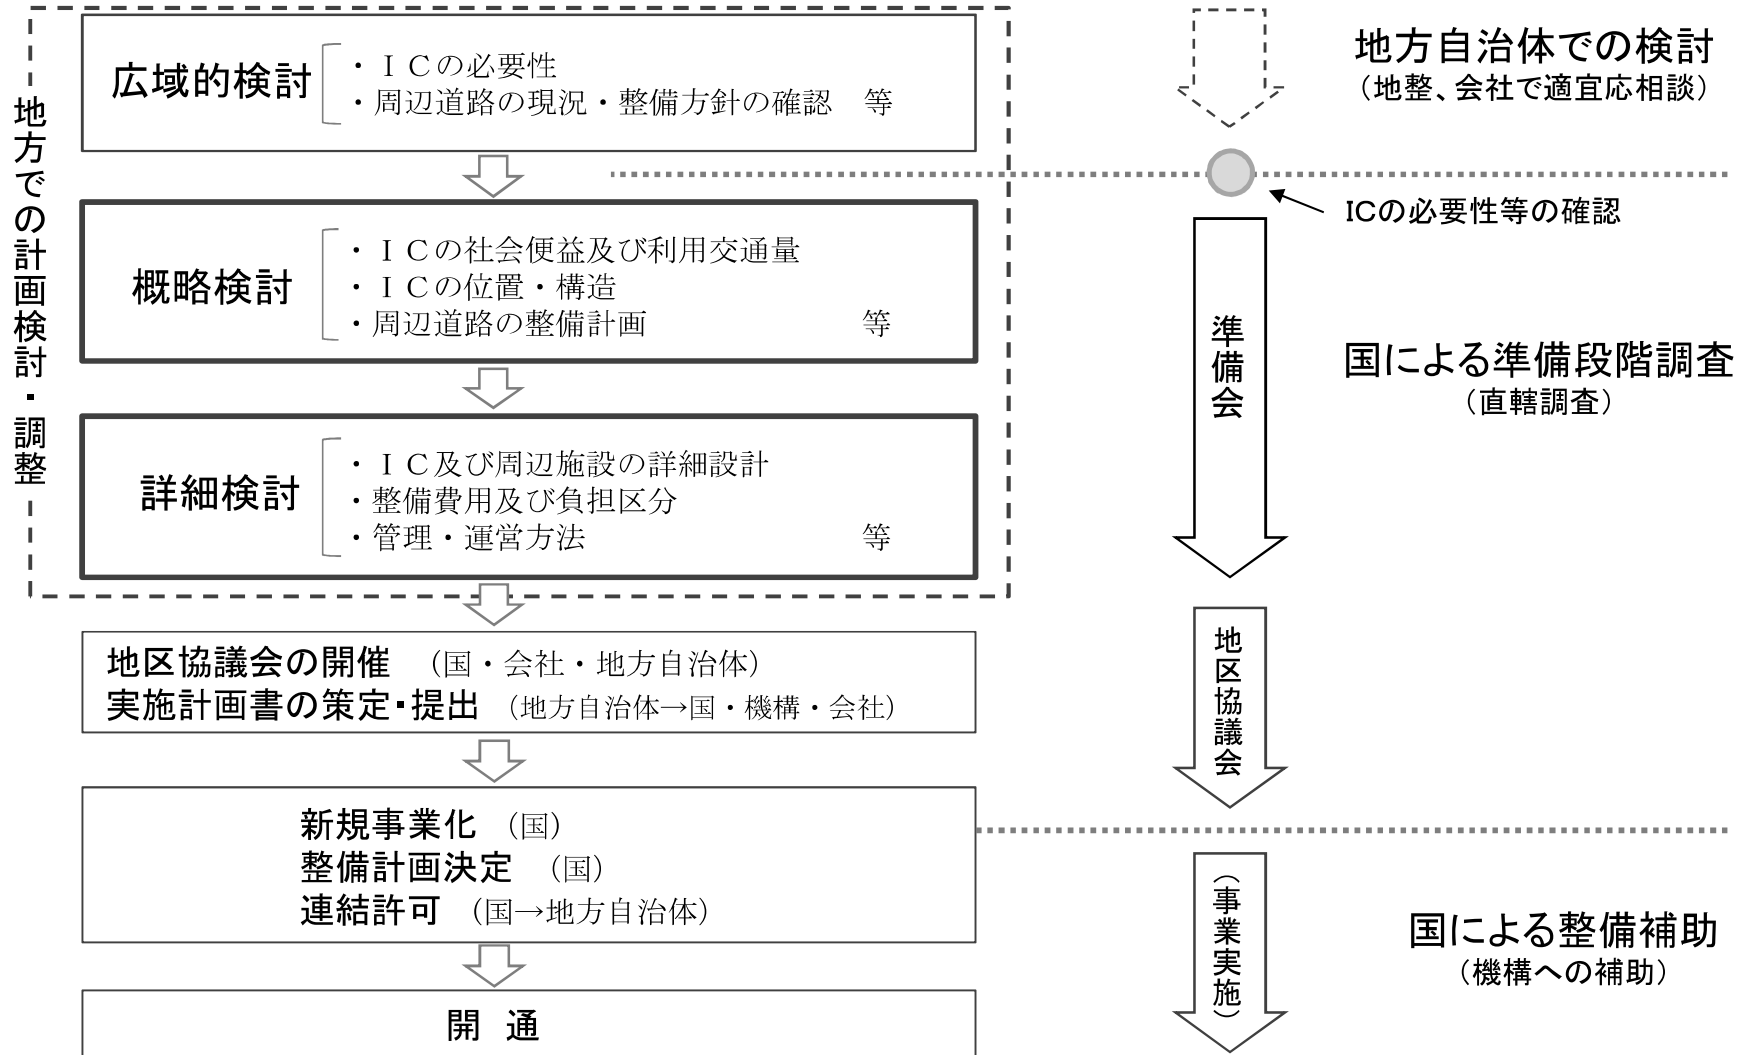 地方での計画検討・調整
広域的検討
・ＩＣの必要性
・周辺道路の現況・整備方針の確認　等
概略検討
・ＩＣの社会便益及び利用交通量
・ＩＣの位置・構造
・周辺道路の整備計画　等
詳細検討
・ＩＣ及び周辺施設の詳細設計
・整備費用及び負担区分
・管理・運営方法　等
地区協議会の開催　（国・会社・地方自治体）
実施計画書の策定・提出　（地方自治体→国・機構・会社）
新規事業化　（国）
整備計画決定　（国）
連結許可　（国→地方自治体）
開　通
地方自治体での検討
（地整、会社で適宜応相談）
ICの必要性等の確認
準備会
国による準備段階調査
（直轄調査）
地区協議会
（事業実施）
国による整備補助
（機構への補助）